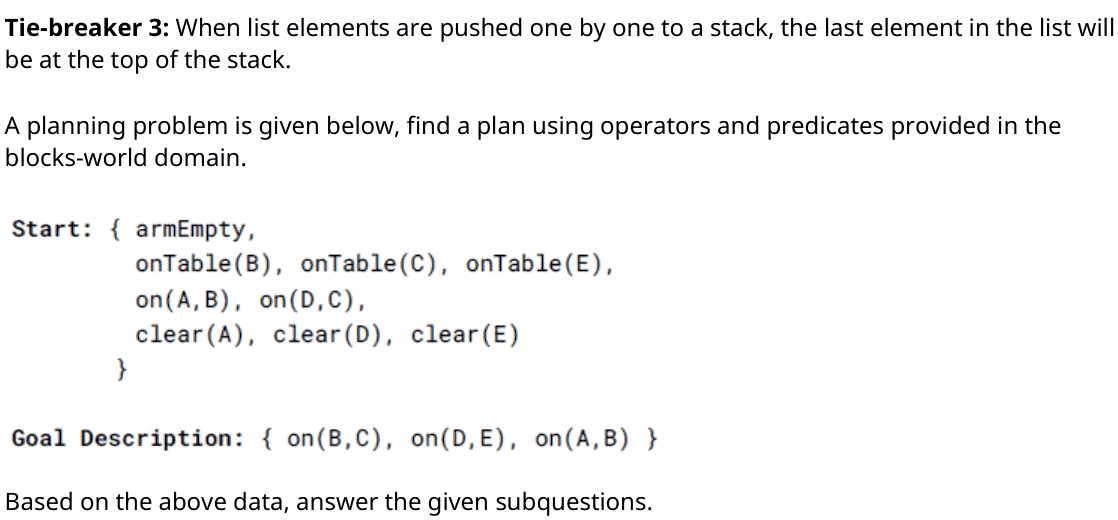 Tie-breaker 3: When list elements are pushed one by one to a stack, the last element in the list will
be at the top of the stack.
A planning problem is given below, find a plan using operators and predicates provided in the
blocks-world domain.
Start: { armEmpty,
onTable(B), onTable(C), onTable(E),
on(A,B), on(D,C),
clear(A), clear(D), clear(E)
}
Goal Description: { on(B,C), on(D,E), on(A,B) }
Based on the above data, answer the given subquestions.